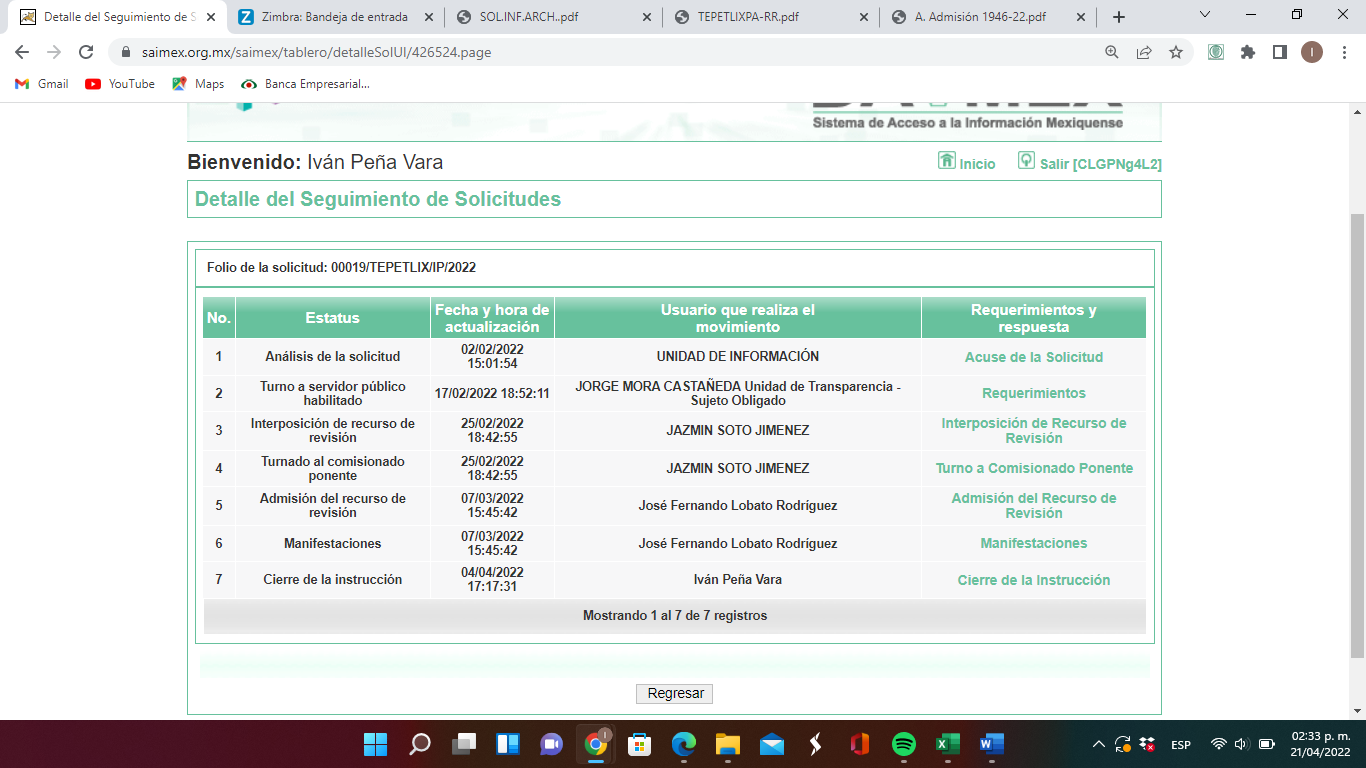 Detalle del Seguimiento de S
Zimbra: Bandeja de entrada
SOL.INF.ARCH..pdf
TEPETLIXPA-RR.pdf
A. Admisión 1946-22.pdf
saimex.org.mx/saimex/tablero/detalleSolUI/426524.page
I
Gmail
YouTube
Maps
Banca Empresarial...
Sistema de Acceso a la Información Mexiquense
Bienvenido: Iván Peña Vara
Inicio
Salir [CLGPNg4L2]
Detalle del Seguimiento de Solicitudes
Folio de la solicitud: 00019/TEPETLIX/IP/2022
No.
Estatus
Fecha y hora de
actualización
Usuario que realiza el
movimiento
Requerimientos y
respuesta
1
Análisis de la solicitud
02/02/2022
15:01:54
UNIDAD DE INFORMACIÓN
Acuse de la Solicitud
2
Turno a servidor público
habilitado
17/02/2022 18:52:11
JORGE MORA CASTAÑEDA Unidad de Transparencia -
Sujeto Obligado
Requerimientos
3
Interposición de recurso de
revisión
25/02/2022
18:42:55
JAZMIN SOTO JIMENEZ
Interposición de Recurso de
Revisión
4
Turnado al comisionado
ponente
25/02/2022
18:42:55
JAZMIN SOTO JIMENEZ
Turno a Comisionado Ponente
5
Admisión del recurso de
revisión
07/03/2022
15:45:42
José Fernando Lobato Rodríguez
Admisión del Recurso de
Revisión
6
Manifestaciones
07/03/2022
15:45:42
José Fernando Lobato Rodríguez
Manifestaciones
7
Cierre de la instrucción
04/04/2022
17:17:31
Iván Peña Vara
Cierre de la Instrucción
Mostrando 1 al 7 de 7 registros
Regresar
ESP
02:33 p. m.
21/04/2022